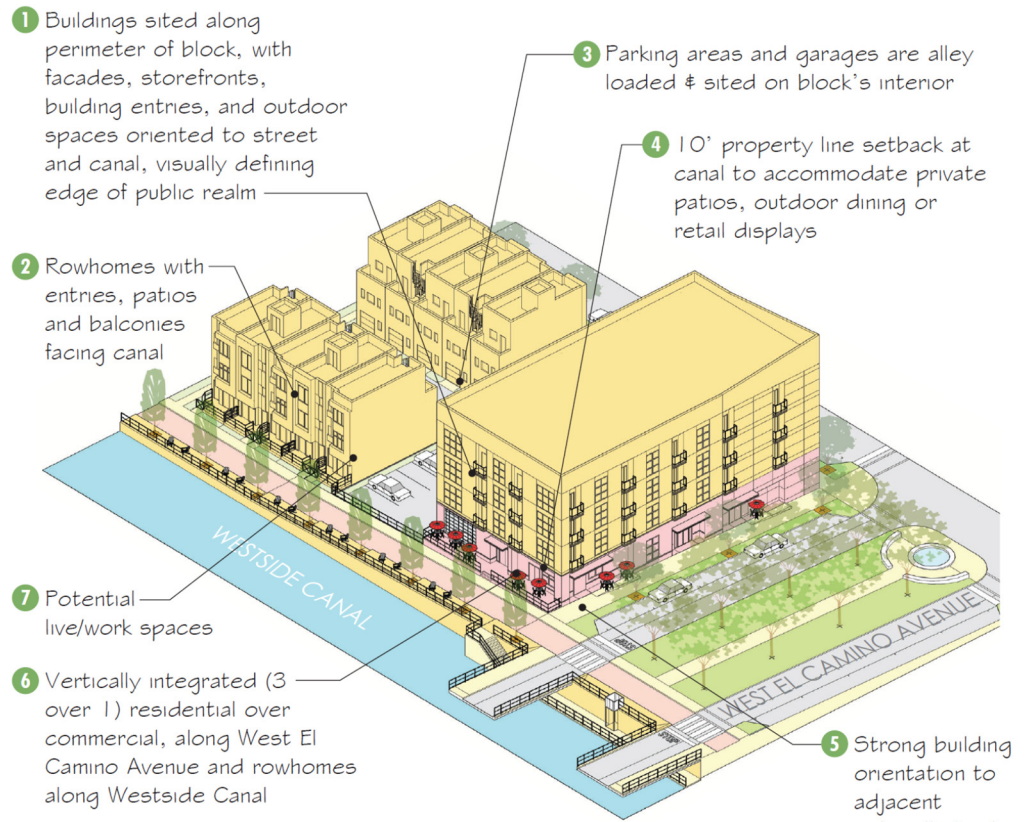 1 Buildings sited along
perimeter of block, with
facades, storefronts,
building entries, and outdoor
spaces oriented to street
and canal, visually defining
edge of public realm
2 Rowhomes with
entries, patios
and balconies
facing canal
3 Parking areas and garages are alley
loaded & sited on block's interior
4 10' property line setback at
canal to accommodate private
patios, outdoor dining or
retail displays
WESTSIDE CANAL
WEST EL CAMINO AVENUE
7 Potential
live/work spaces
6 Vertically integrated (3
over 1) residential over
commercial, along West El
Camino Avenue and rowhomes
along Westside Canal
5 Strong building
orientation to
adjacent